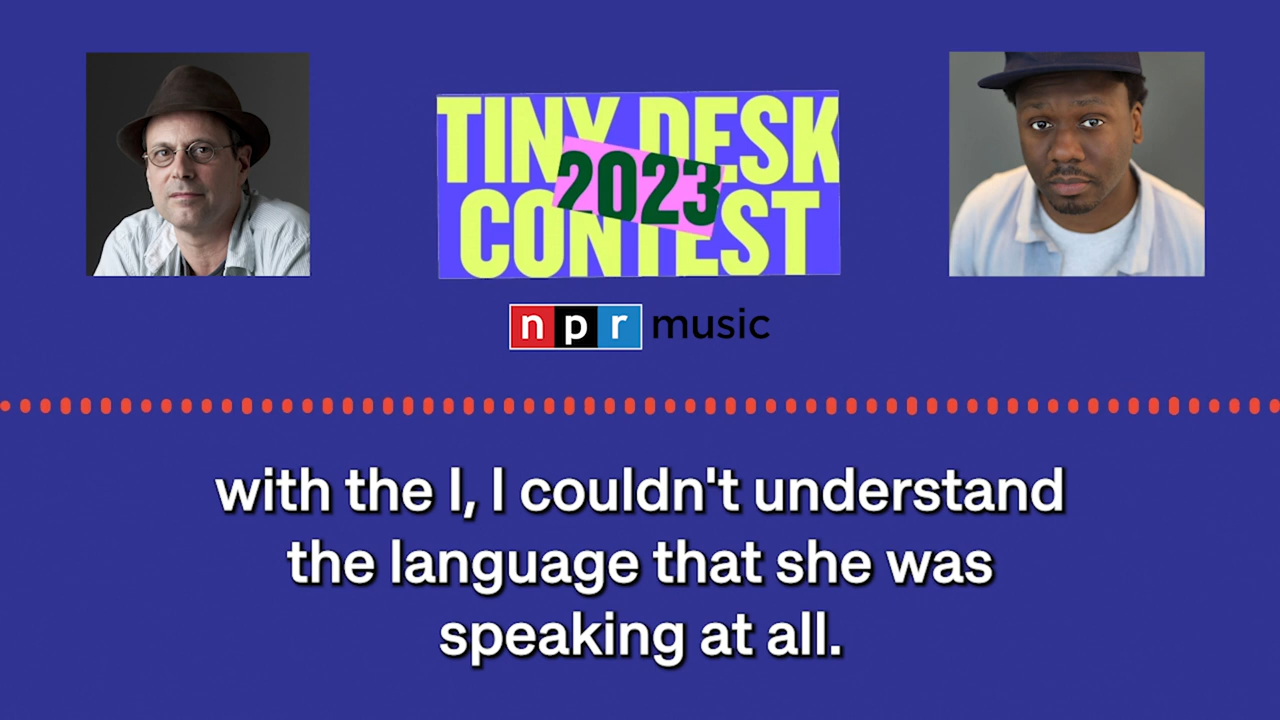 TINY DESK
2023
CONTEST
npr music
with the I, I couldn't understand
the language that she was
speaking at all.